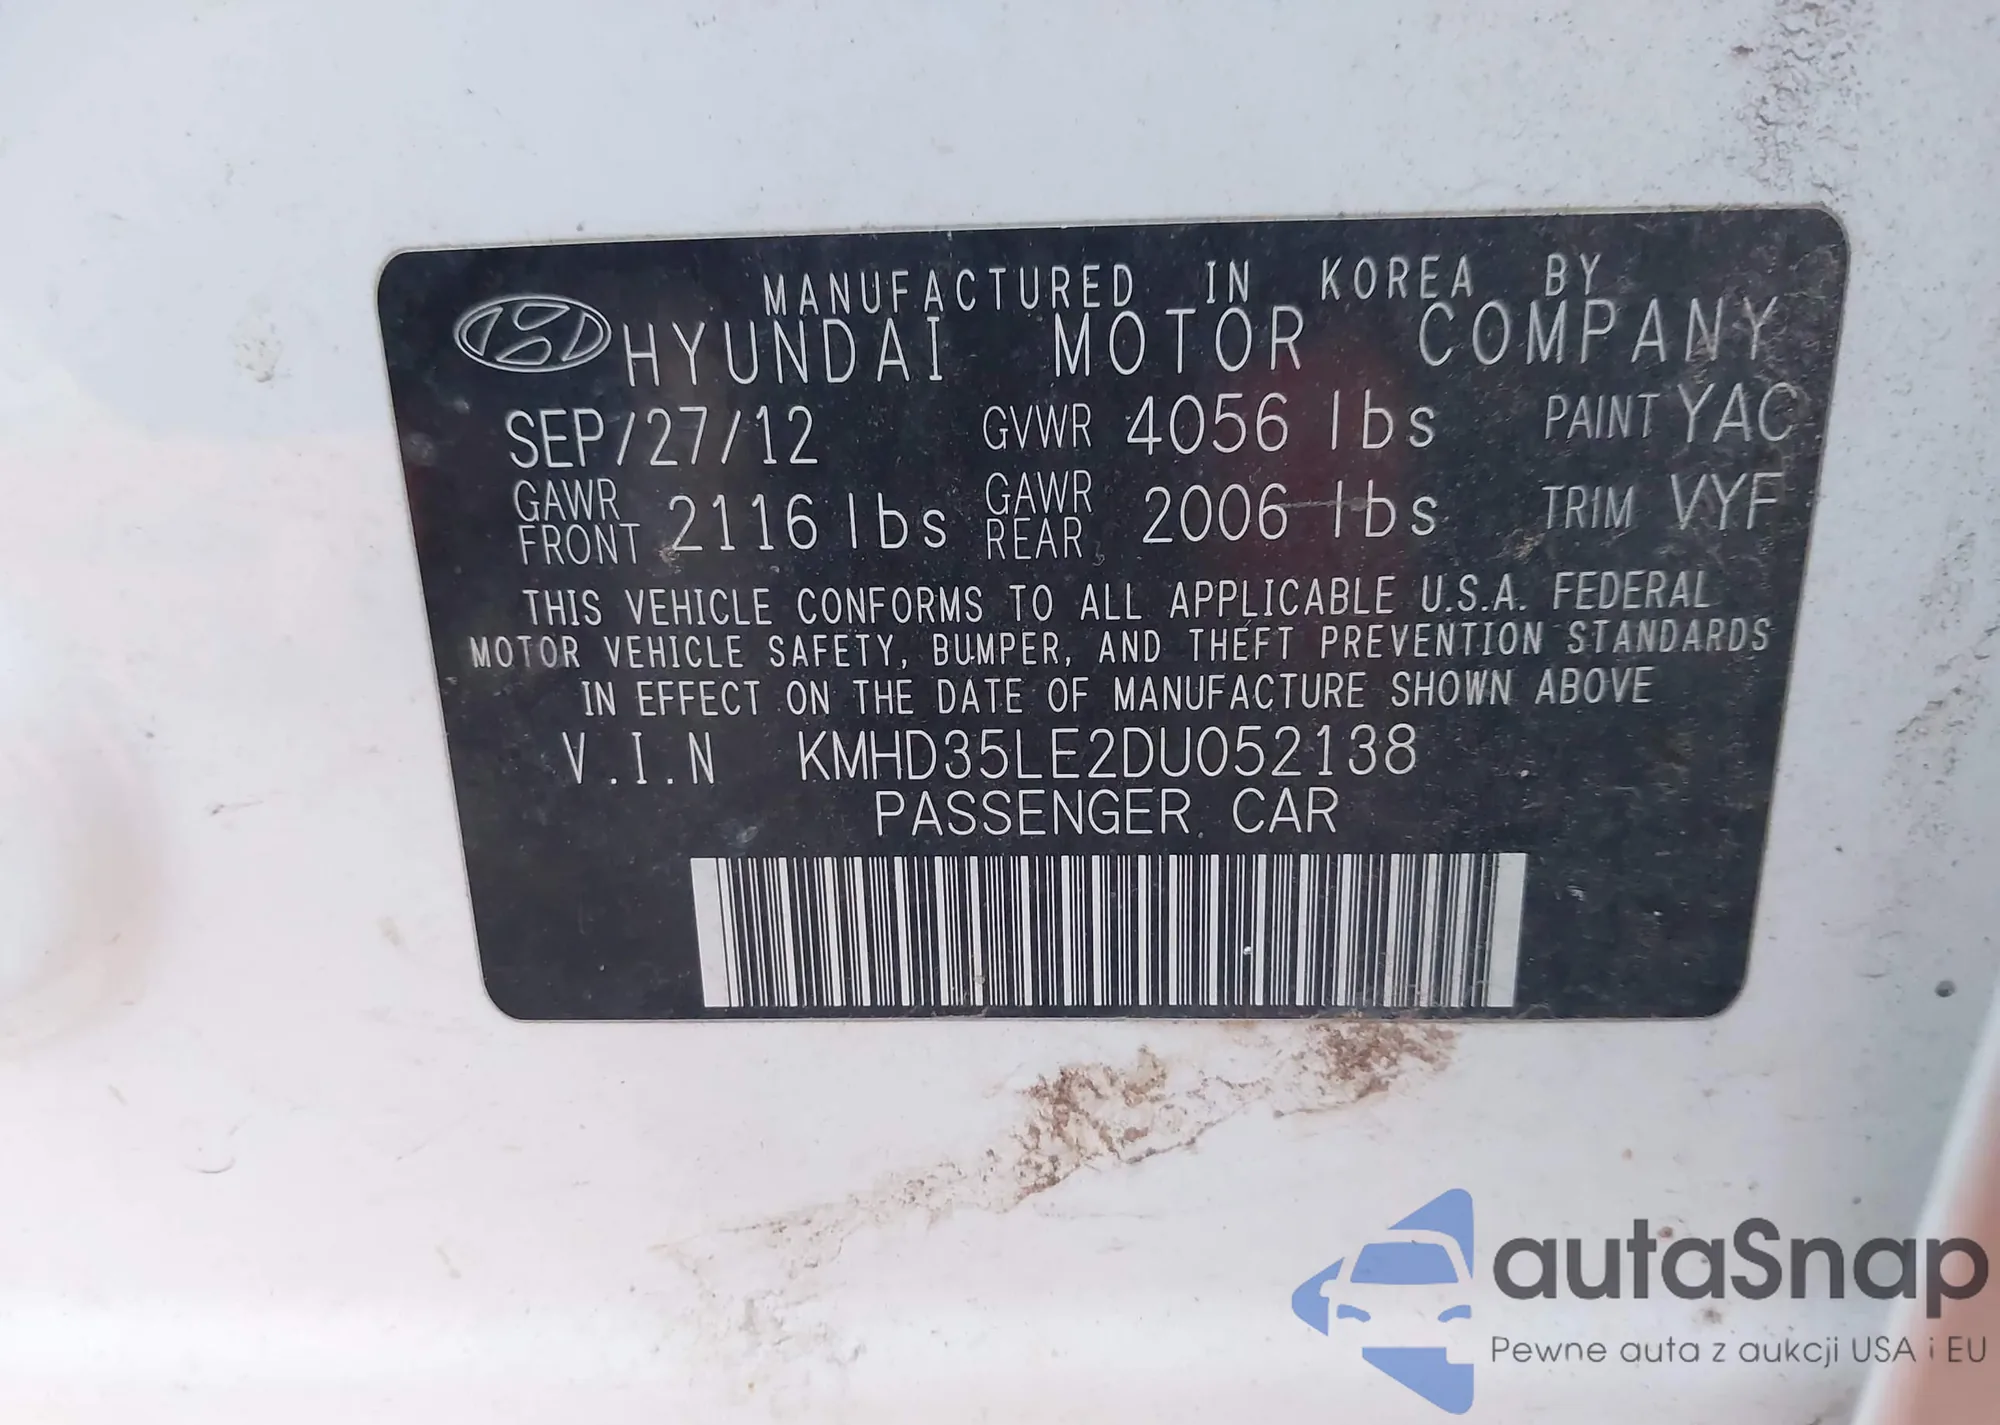 MANUFACTURED IN KOREA BY
HYUNDAI MOTOR COMPANY
SEP/27/12 GVWR 4056 lbs PAINT YAC
GAWR FRONT 2116 lbs GAWR REAR 2006 lbs TRIM VYF
THIS VEHICLE CONFORMS TO ALL APPLICABLE U.S.A. FEDERAL
MOTOR VEHICLE SAFETY, BUMPER, AND THEFT PREVENTION STANDARDS
IN EFFECT ON THE DATE OF MANUFACTURE SHOWN ABOVE
V.I.N KMHD35LE2DU052138
PASSENGER CAR
autaSnap
Pewne auta z aukcji USA i EU